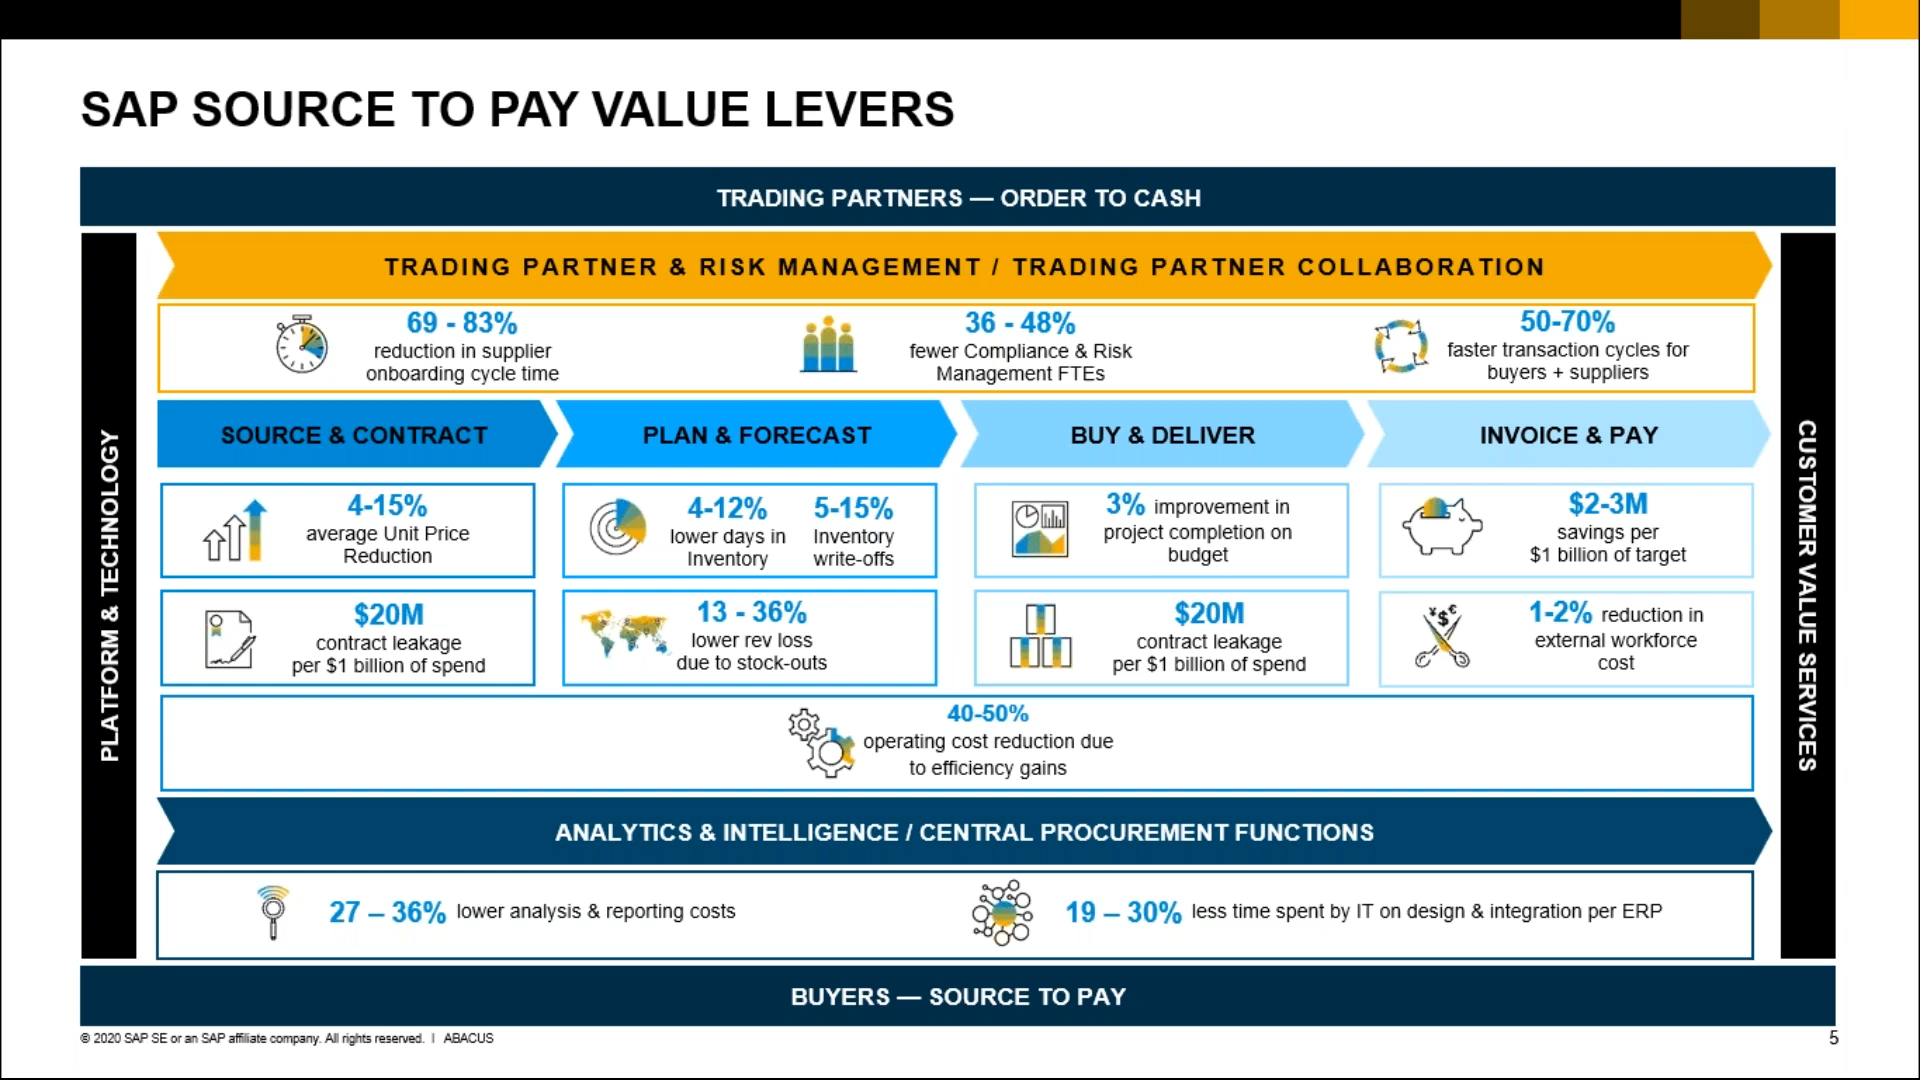 SAP SOURCE TO PAY VALUE LEVERS
TRADING PARTNERS — ORDER TO CASH
PLATFORM & TECHNOLOGY
TRADING PARTNER & RISK MANAGEMENT / TRADING PARTNER COLLABORATION
69 - 83%
reduction in supplier
onboarding cycle time
36 - 48%
fewer Compliance & Risk
Management FTEs
50-70%
faster transaction cycles for
buyers + suppliers
SOURCE & CONTRACT
PLAN & FORECAST
BUY & DELIVER
INVOICE & PAY
4-15%
average Unit Price
Reduction
4-12%
lower days in
Inventory
5-15%
Inventory
write-offs
3% improvement in
project completion on
budget
$2-3M
savings per
$1 billion of target
$20M
contract leakage
per $1 billion of spend
13 - 36%
lower rev loss
due to stock-outs
$20M
contract leakage
per $1 billion of spend
¥$€
1-2% reduction in
external workforce
cost
40-50%
operating cost reduction due
to efficiency gains
ANALYTICS & INTELLIGENCE / CENTRAL PROCUREMENT FUNCTIONS
27 – 36% lower analysis & reporting costs
19 – 30% less time spent by IT on design & integration per ERP
CUSTOMER VALUE SERVICES
BUYERS — SOURCE TO PAY
© 2020 SAP SE or an SAP affiliate company. All rights reserved. | ABACUS
5